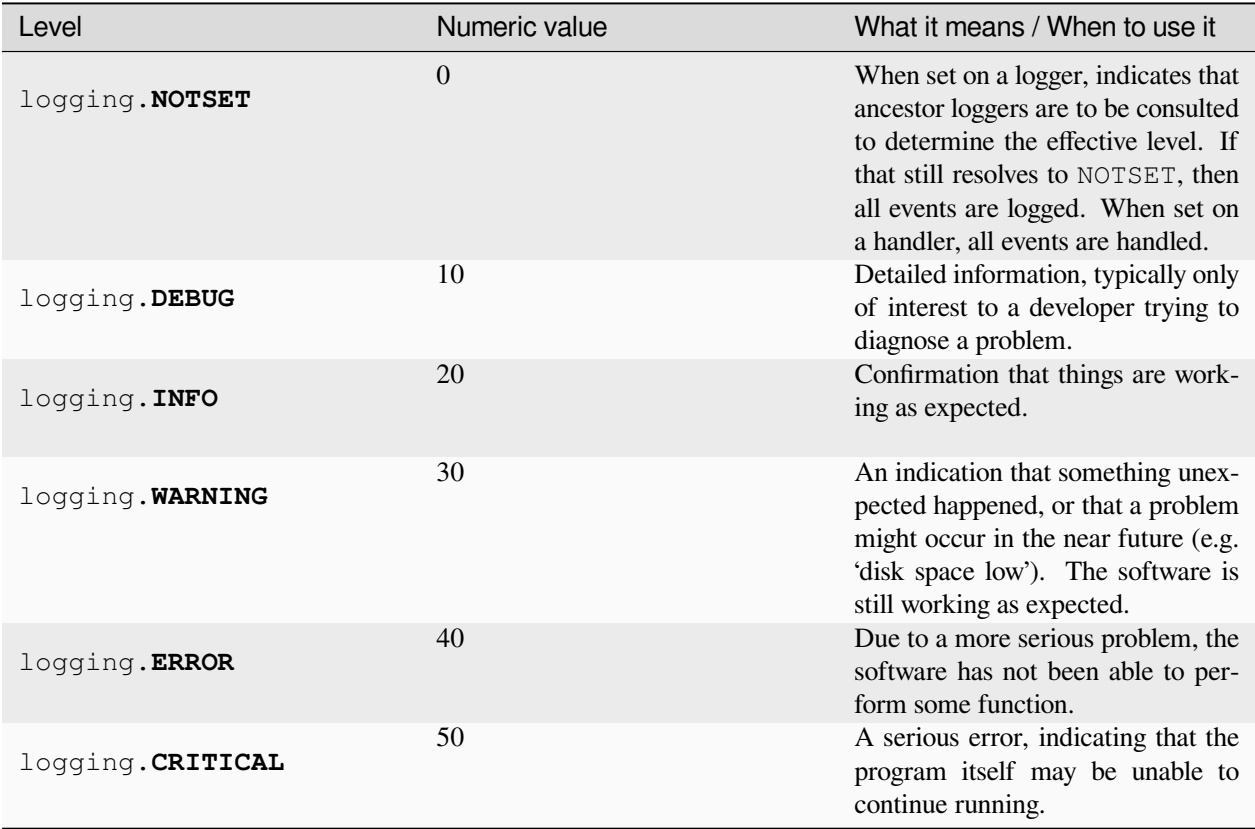 Level Numeric value What it means / When to use it
logging.NOTSET 0 When set on a logger, indicates that
ancestor loggers are to be consulted
to determine the effective level. If
that still resolves to NOTSET, then
all events are logged. When set on
a handler, all events are handled.
logging.DEBUG 10 Detailed information, typically only
of interest to a developer trying to
diagnose a problem.
logging.INFO 20 Confirmation that things are work-
ing as expected.
logging.WARNING 30 An indication that something unex-
pected happened, or that a problem
might occur in the near future (e.g.
‘disk space low’). The software is
still working as expected.
logging.ERROR 40 Due to a more serious problem, the
software has not been able to per-
form some function.
logging.CRITICAL 50 A serious error, indicating that the
program itself may be unable to
continue running.